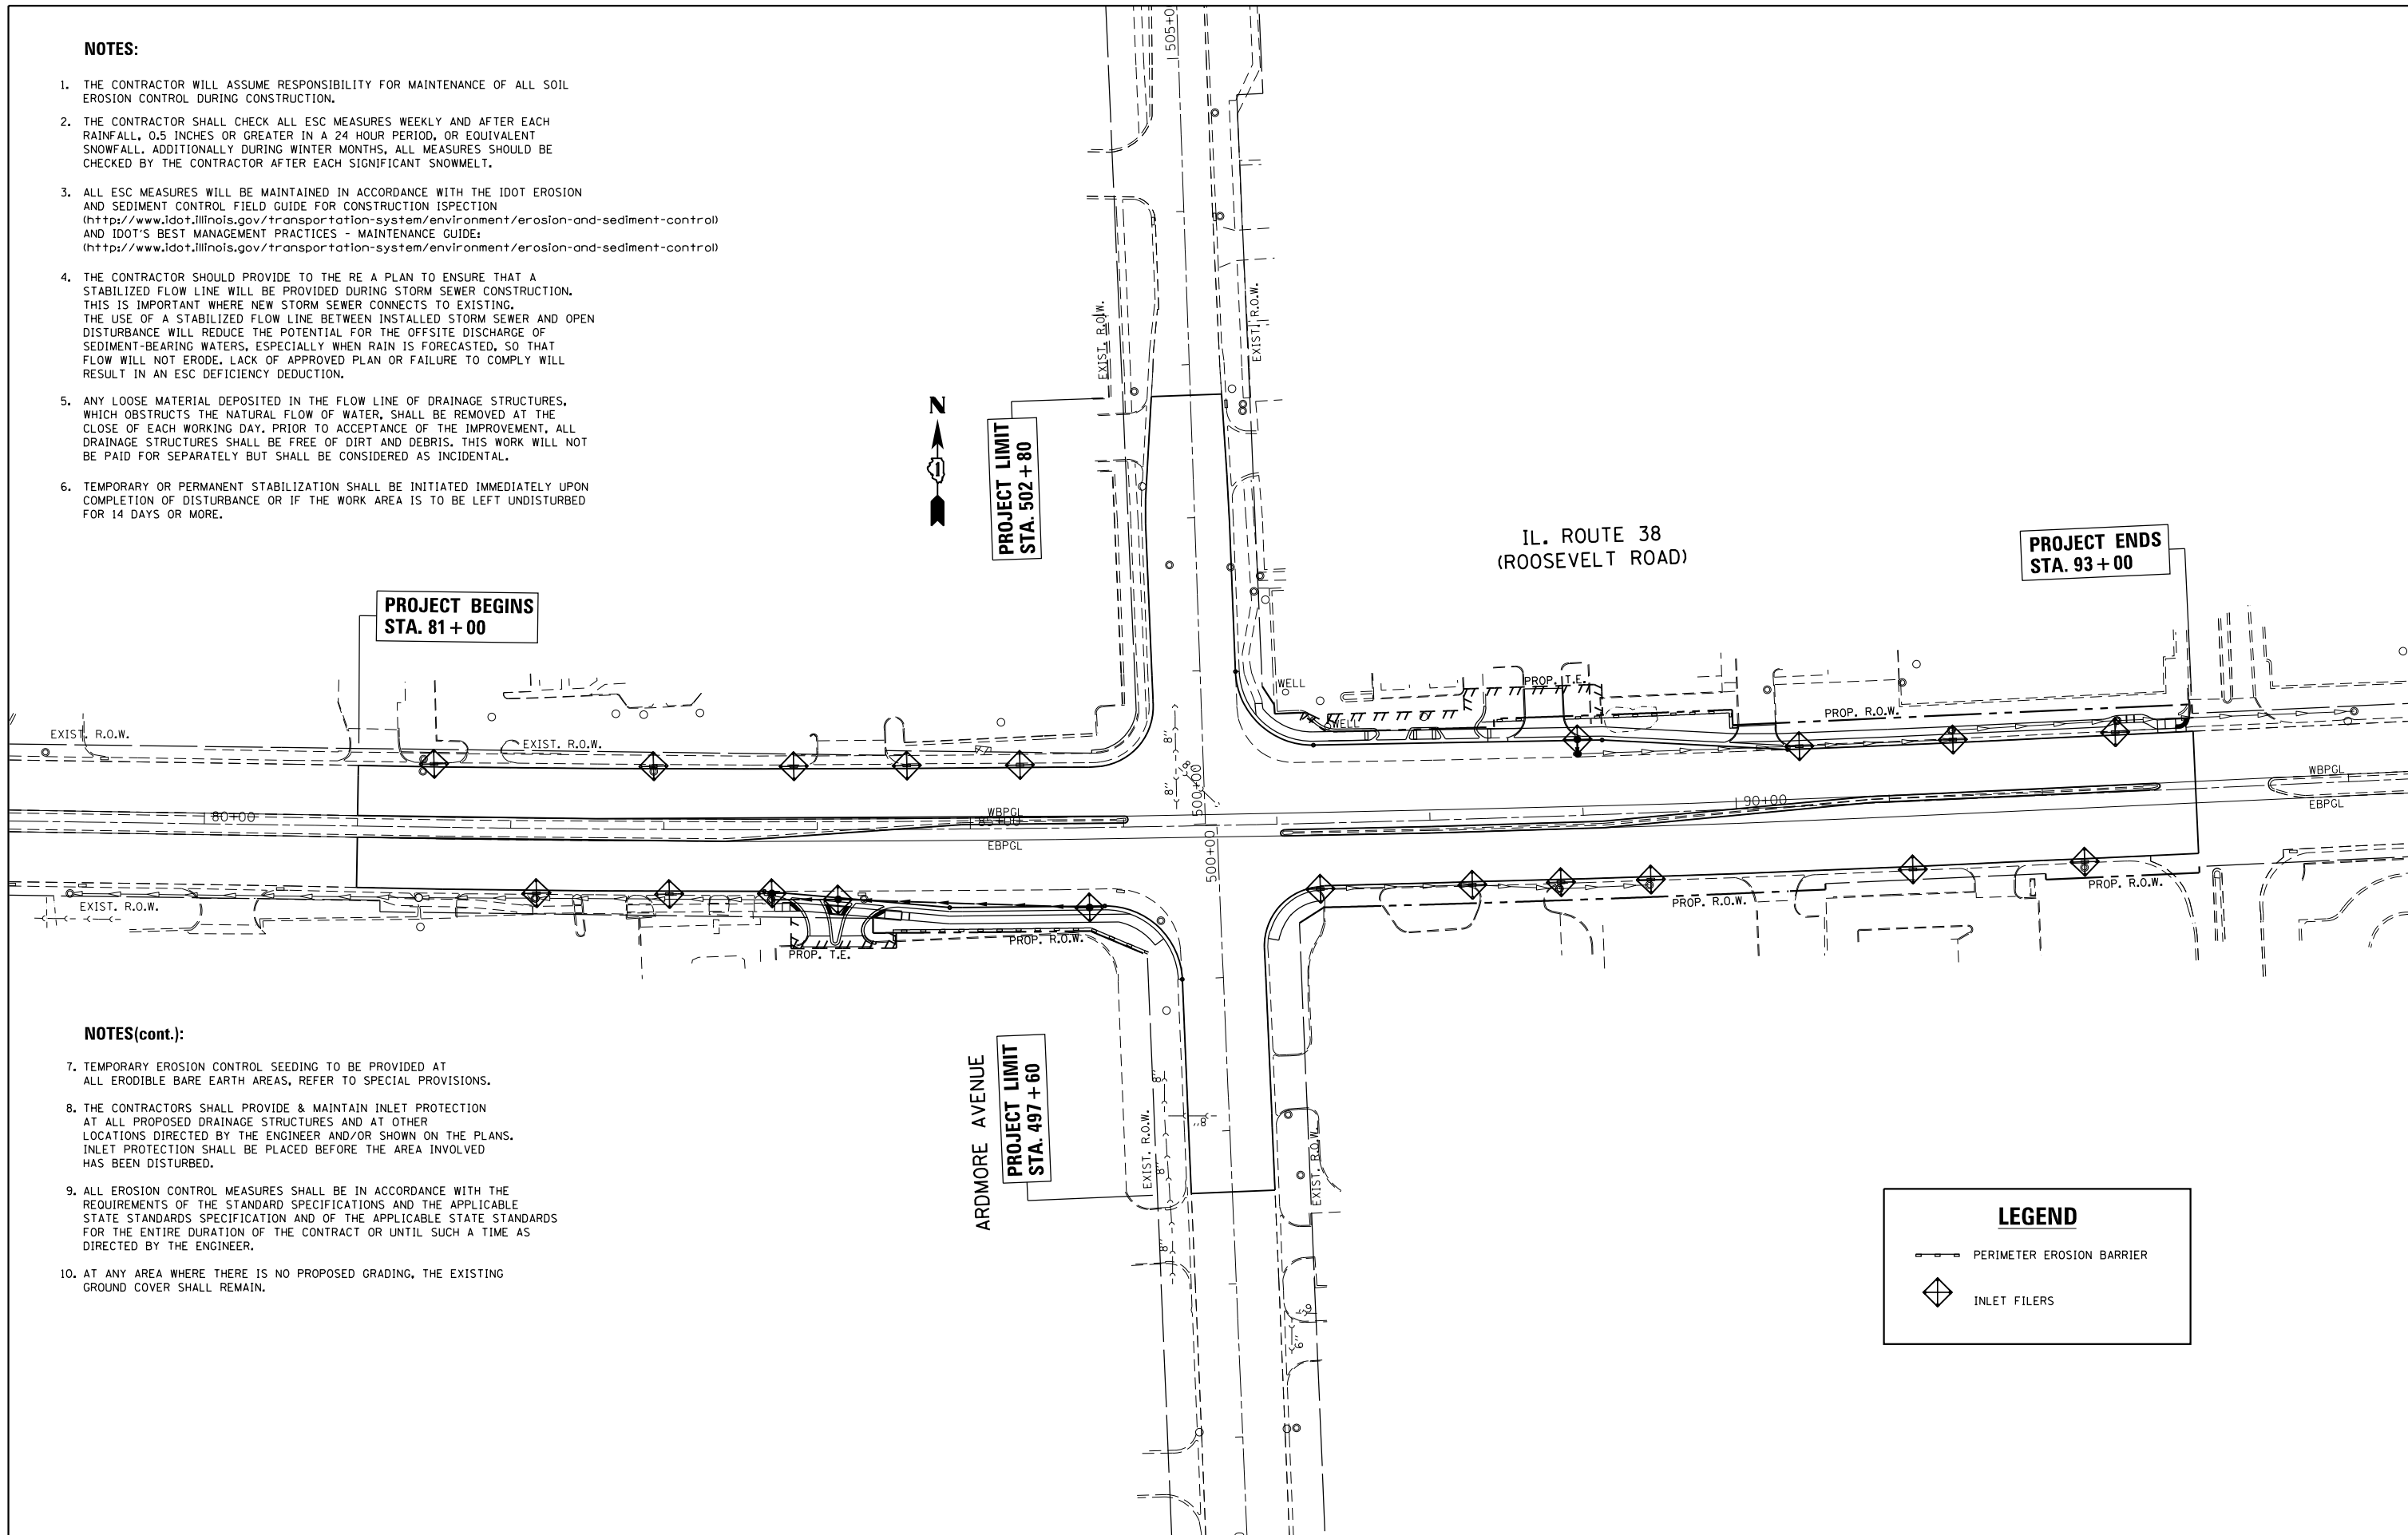 NOTES:
1. THE CONTRACTOR WILL ASSUME RESPONSIBILITY FOR MAINTENANCE OF ALL SOIL
EROSION CONTROL DURING CONSTRUCTION.
2. THE CONTRACTOR SHALL CHECK ALL ESC MEASURES WEEKLY AND AFTER EACH
RAINFALL, 0.5 INCHES OR GREATER IN A 24 HOUR PERIOD, OR EQUIVALENT
SNOWFALL. ADDITIONALLY DURING WINTER MONTHS, ALL MEASURES SHOULD BE
CHECKED BY THE CONTRACTOR AFTER EACH SIGNIFICANT SNOWMELT.
3. ALL ESC MEASURES WILL BE MAINTAINED IN ACCORDANCE WITH THE IDOT EROSION
AND SEDIMENT CONTROL FIELD GUIDE FOR CONSTRUCTION ISPECTION
(http://www.idot.illinois.gov/transportation-system/environment/erosion-and-sediment-control)
AND IDOT'S BEST MANAGEMENT PRACTICES - MAINTENANCE GUIDE:
(http://www.idot.illinois.gov/transportation-system/environment/erosion-and-sediment-control)
4. THE CONTRACTOR SHOULD PROVIDE TO THE RE A PLAN TO ENSURE THAT A
STABILIZED FLOW LINE WILL BE PROVIDED DURING STORM SEWER CONSTRUCTION.
THIS IS IMPORTANT WHERE NEW STORM SEWER CONNECTS TO EXISTING.
THE USE OF A STABILIZED FLOW LINE BETWEEN INSTALLED STORM SEWER AND OPEN
DISTURBANCE WILL REDUCE THE POTENTIAL FOR THE OFFSITE DISCHARGE OF
SEDIMENT-BEARING WATERS, ESPECIALLY WHEN RAIN IS FORECASTED, SO THAT
FLOW WILL NOT ERODE. LACK OF APPROVED PLAN OR FAILURE TO COMPLY WILL
RESULT IN AN ESC DEFICIENCY DEDUCTION.
5. ANY LOOSE MATERIAL DEPOSITED IN THE FLOW LINE OF DRAINAGE STRUCTURES,
WHICH OBSTRUCTS THE NATURAL FLOW OF WATER, SHALL BE REMOVED AT THE
CLOSE OF EACH WORKING DAY. PRIOR TO ACCEPTANCE OF THE IMPROVEMENT, ALL
DRAINAGE STRUCTURES SHALL BE FREE OF DIRT AND DEBRIS. THIS WORK WILL NOT
BE PAID FOR SEPARATELY BUT SHALL BE CONSIDERED AS INCIDENTAL.
6. TEMPORARY OR PERMANENT STABILIZATION SHALL BE INITIATED IMMEDIATELY UPON
COMPLETION OF DISTURBANCE OR IF THE WORK AREA IS TO BE LEFT UNDISTURBED
FOR 14 DAYS OR MORE.
505+0
EXIST. R.O.W.
EXIST. R.O.W.
N
1
PROJECT LIMIT
STA. 502+80
IL. ROUTE 38
(ROOSEVELT ROAD)
PROJECT ENDS
STA. 93+00
PROJECT BEGINS
STA. 81+00
WELL
PROP. T.E.
WELL
PROP. R.O.W.
EXIST. R.O.W.
EXIST. R.O.W.
8"
8"
8"
500+00
80+00
WBPGL
85+00
EBPGL
90+00
WBPGL
EBPGL
500+00
EXIST. R.O.W.
PROP. T.E.
PROP. R.O.W.
PROP. R.O.W.
PROP. R.O.W.
NOTES(cont.):
7. TEMPORARY EROSION CONTROL SEEDING TO BE PROVIDED AT
ALL ERODIBLE BARE EARTH AREAS, REFER TO SPECIAL PROVISIONS.
8. THE CONTRACTORS SHALL PROVIDE & MAINTAIN INLET PROTECTION
AT ALL PROPOSED DRAINAGE STRUCTURES AND AT OTHER
LOCATIONS DIRECTED BY THE ENGINEER AND/OR SHOWN ON THE PLANS.
INLET PROTECTION SHALL BE PLACED BEFORE THE AREA INVOLVED
HAS BEEN DISTURBED.
9. ALL EROSION CONTROL MEASURES SHALL BE IN ACCORDANCE WITH THE
REQUIREMENTS OF THE STANDARD SPECIFICATIONS AND THE APPLICABLE
STATE STANDARDS SPECIFICATION AND OF THE APPLICABLE STATE STANDARDS
FOR THE ENTIRE DURATION OF THE CONTRACT OR UNTIL SUCH A TIME AS
DIRECTED BY THE ENGINEER.
10. AT ANY AREA WHERE THERE IS NO PROPOSED GRADING, THE EXISTING
GROUND COVER SHALL REMAIN.
ARDMORE AVENUE
PROJECT LIMIT
STA. 497+60
EXIST. R.O.W.
8"
8"
8"
8"
EXIST. R.O.W.
6"
6"
LEGEND
PERIMETER EROSION BARRIER
INLET FILERS